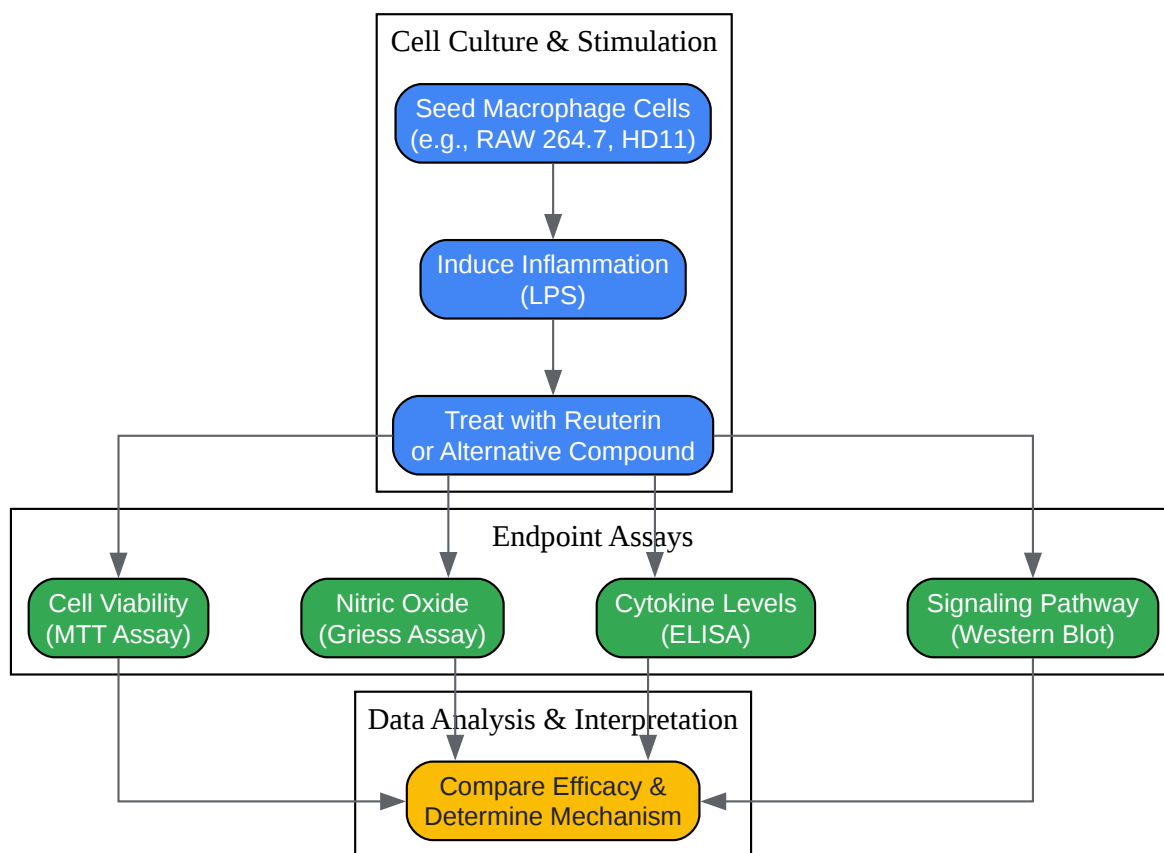 Cell Culture & Stimulation
Seed Macrophage Cells
(e.g., RAW 264.7, HD11)
Induce Inflammation
(LPS)
Treat with Reuterin
or Alternative Compound
Endpoint Assays
Cell Viability
(MTT Assay)
Nitric Oxide
(Griess Assay)
Cytokine Levels
(ELISA)
Signaling Pathway
(Western Blot)
Data Analysis & Interpretation
Compare Efficacy &
Determine Mechanism